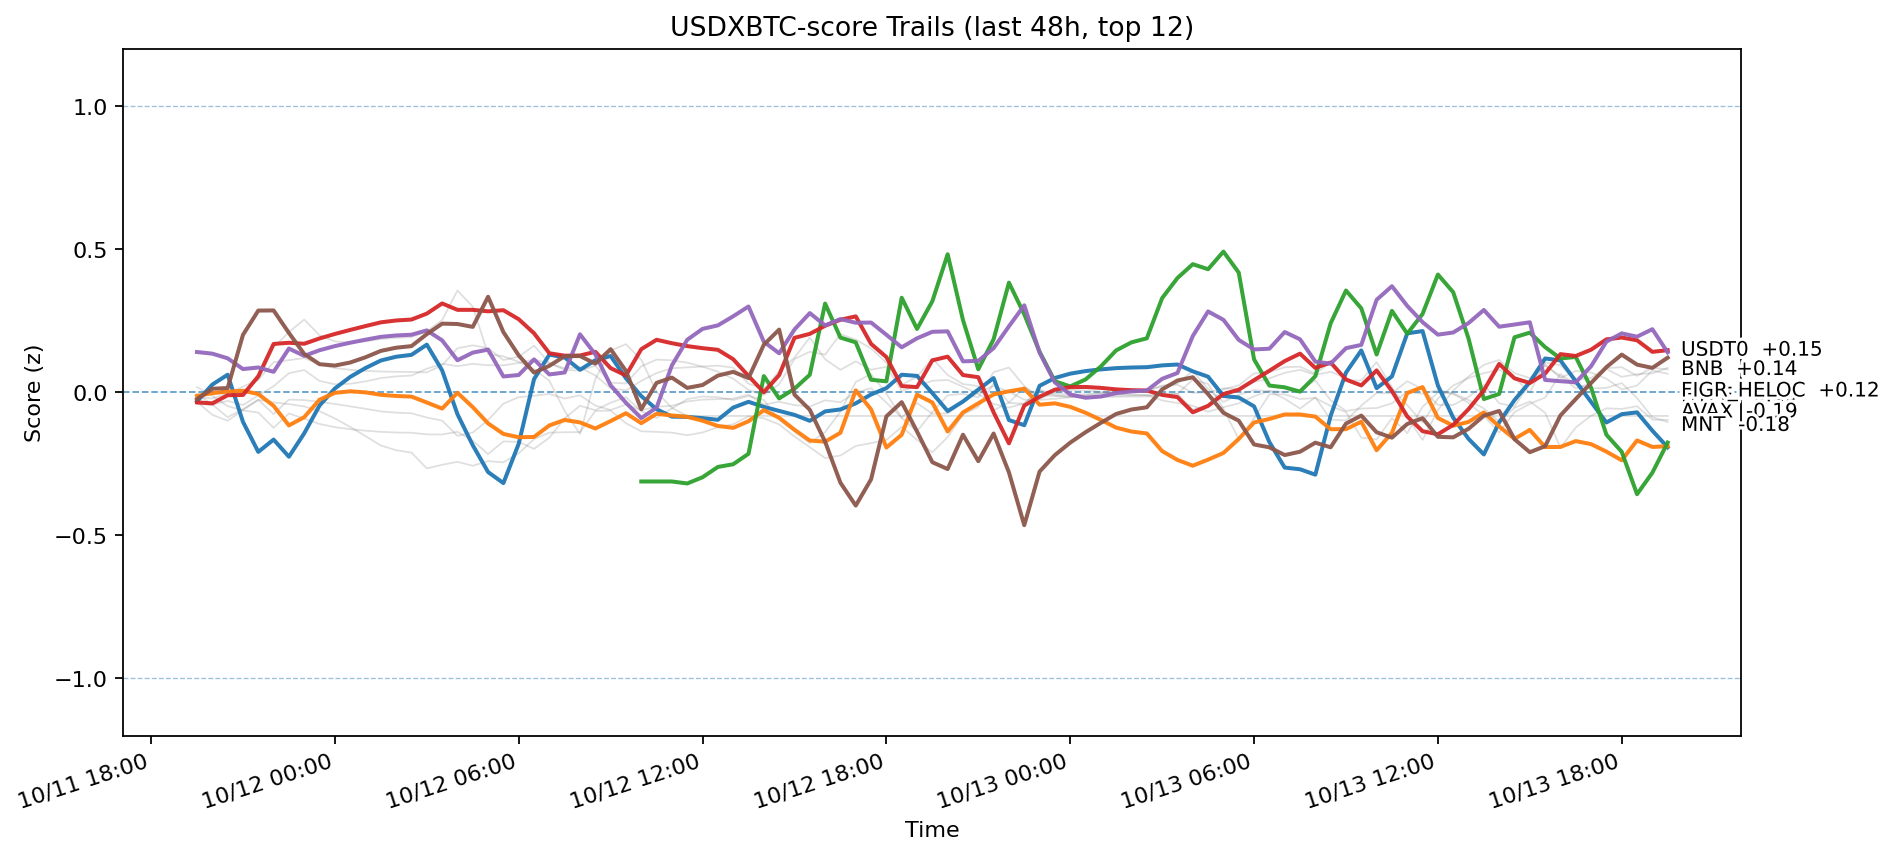 USDXBTC-score Trails (last 48h, top 12)
Score (z)
1.0
0.5
0.0
−0.5
−1.0
USDT0 +0.15
BNB +0.14
FIGR_HELOC +0.12
AVAX -0.19
MNT -0.18
10/11 18:00
10/12 00:00
10/12 06:00
10/12 12:00
10/12 18:00
10/13 00:00
10/13 06:00
10/13 12:00
10/13 18:00
Time